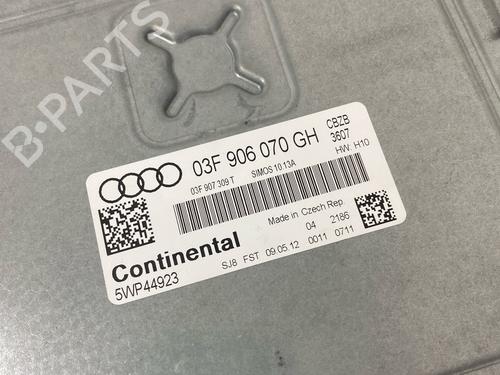 B-PARTS
03F 906 070 GH
CBZB
3607
03F 907 309 T
SIMOS 10.13A
HW: H10
Made in Czech Rep
04 2186
Continental
5WP44923
SJ8 FST 09.05.12 0011 0711